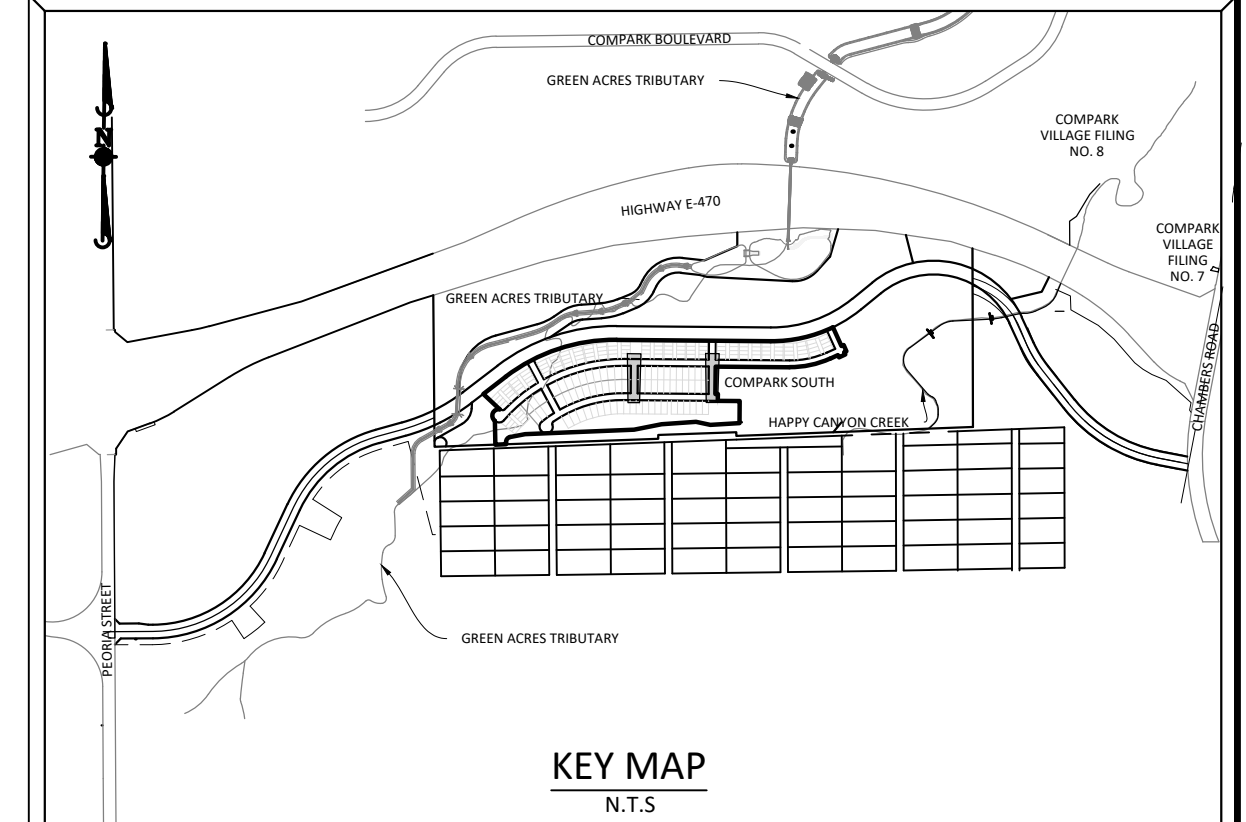 COMPARK BOULEVARD
GREEN ACRES TRIBUTARY
COMPARK
VILLAGE FILING
NO. 8
N
HIGHWAY E-470
COMPARK
VILLAGE
FILING
NO. 7
GREEN ACRES TRIBUTARY
CHAMBERS ROAD
COMPARK SOUTH
HAPPY CANYON CREEK
PEORIA STREET
GREEN ACRES TRIBUTARY
KEY MAP
N.T.S